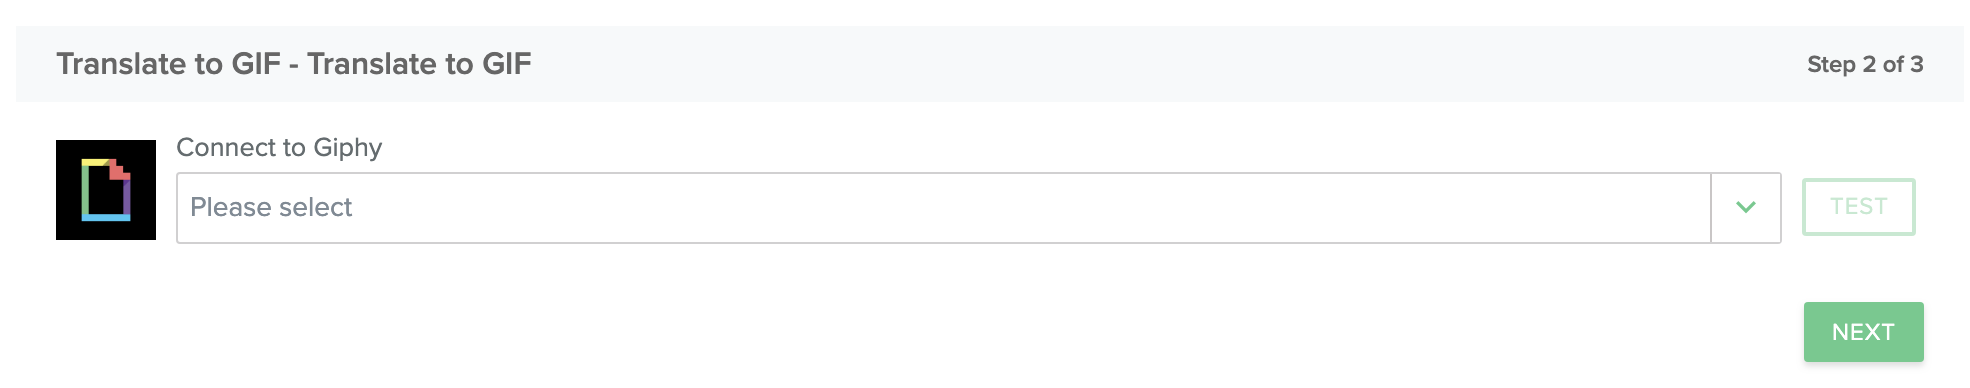 Translate to GIF - Translate to GIF
Step 2 of 3
Connect to Giphy
Please select
TEST
NEXT